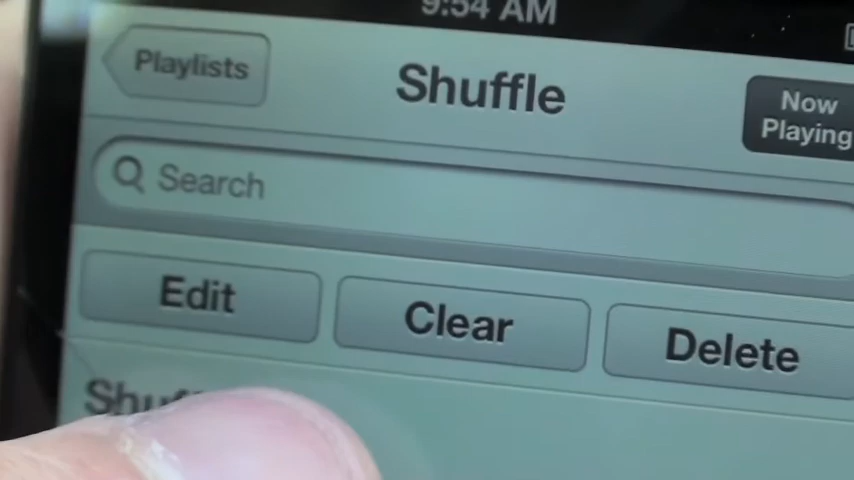 9:54 AM
Playlists
Shuffle
Now
Playing
Search
Edit
Clear
Delete